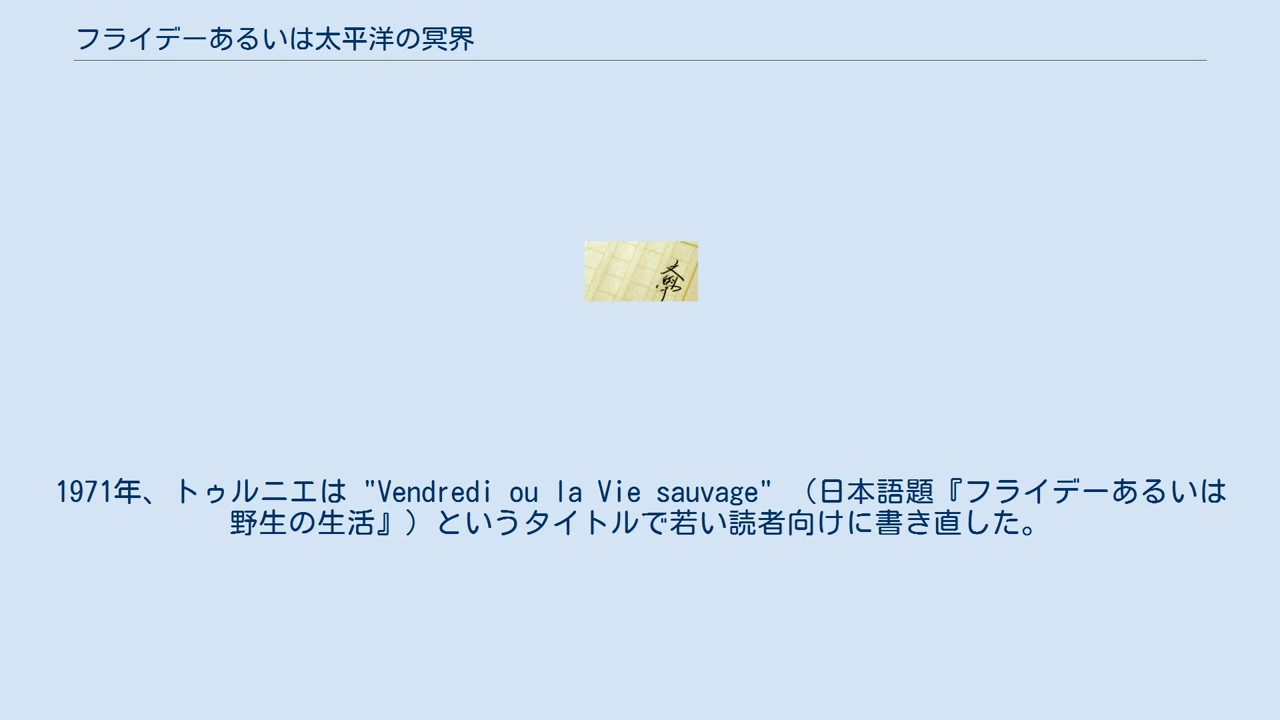 フライデーあるいは太平洋の冥界
1971年、トゥルニエは "Vendredi ou la Vie sauvage" （日本語題『フライデーあるいは
野生の生活』）というタイトルで若い読者向けに書き直した。